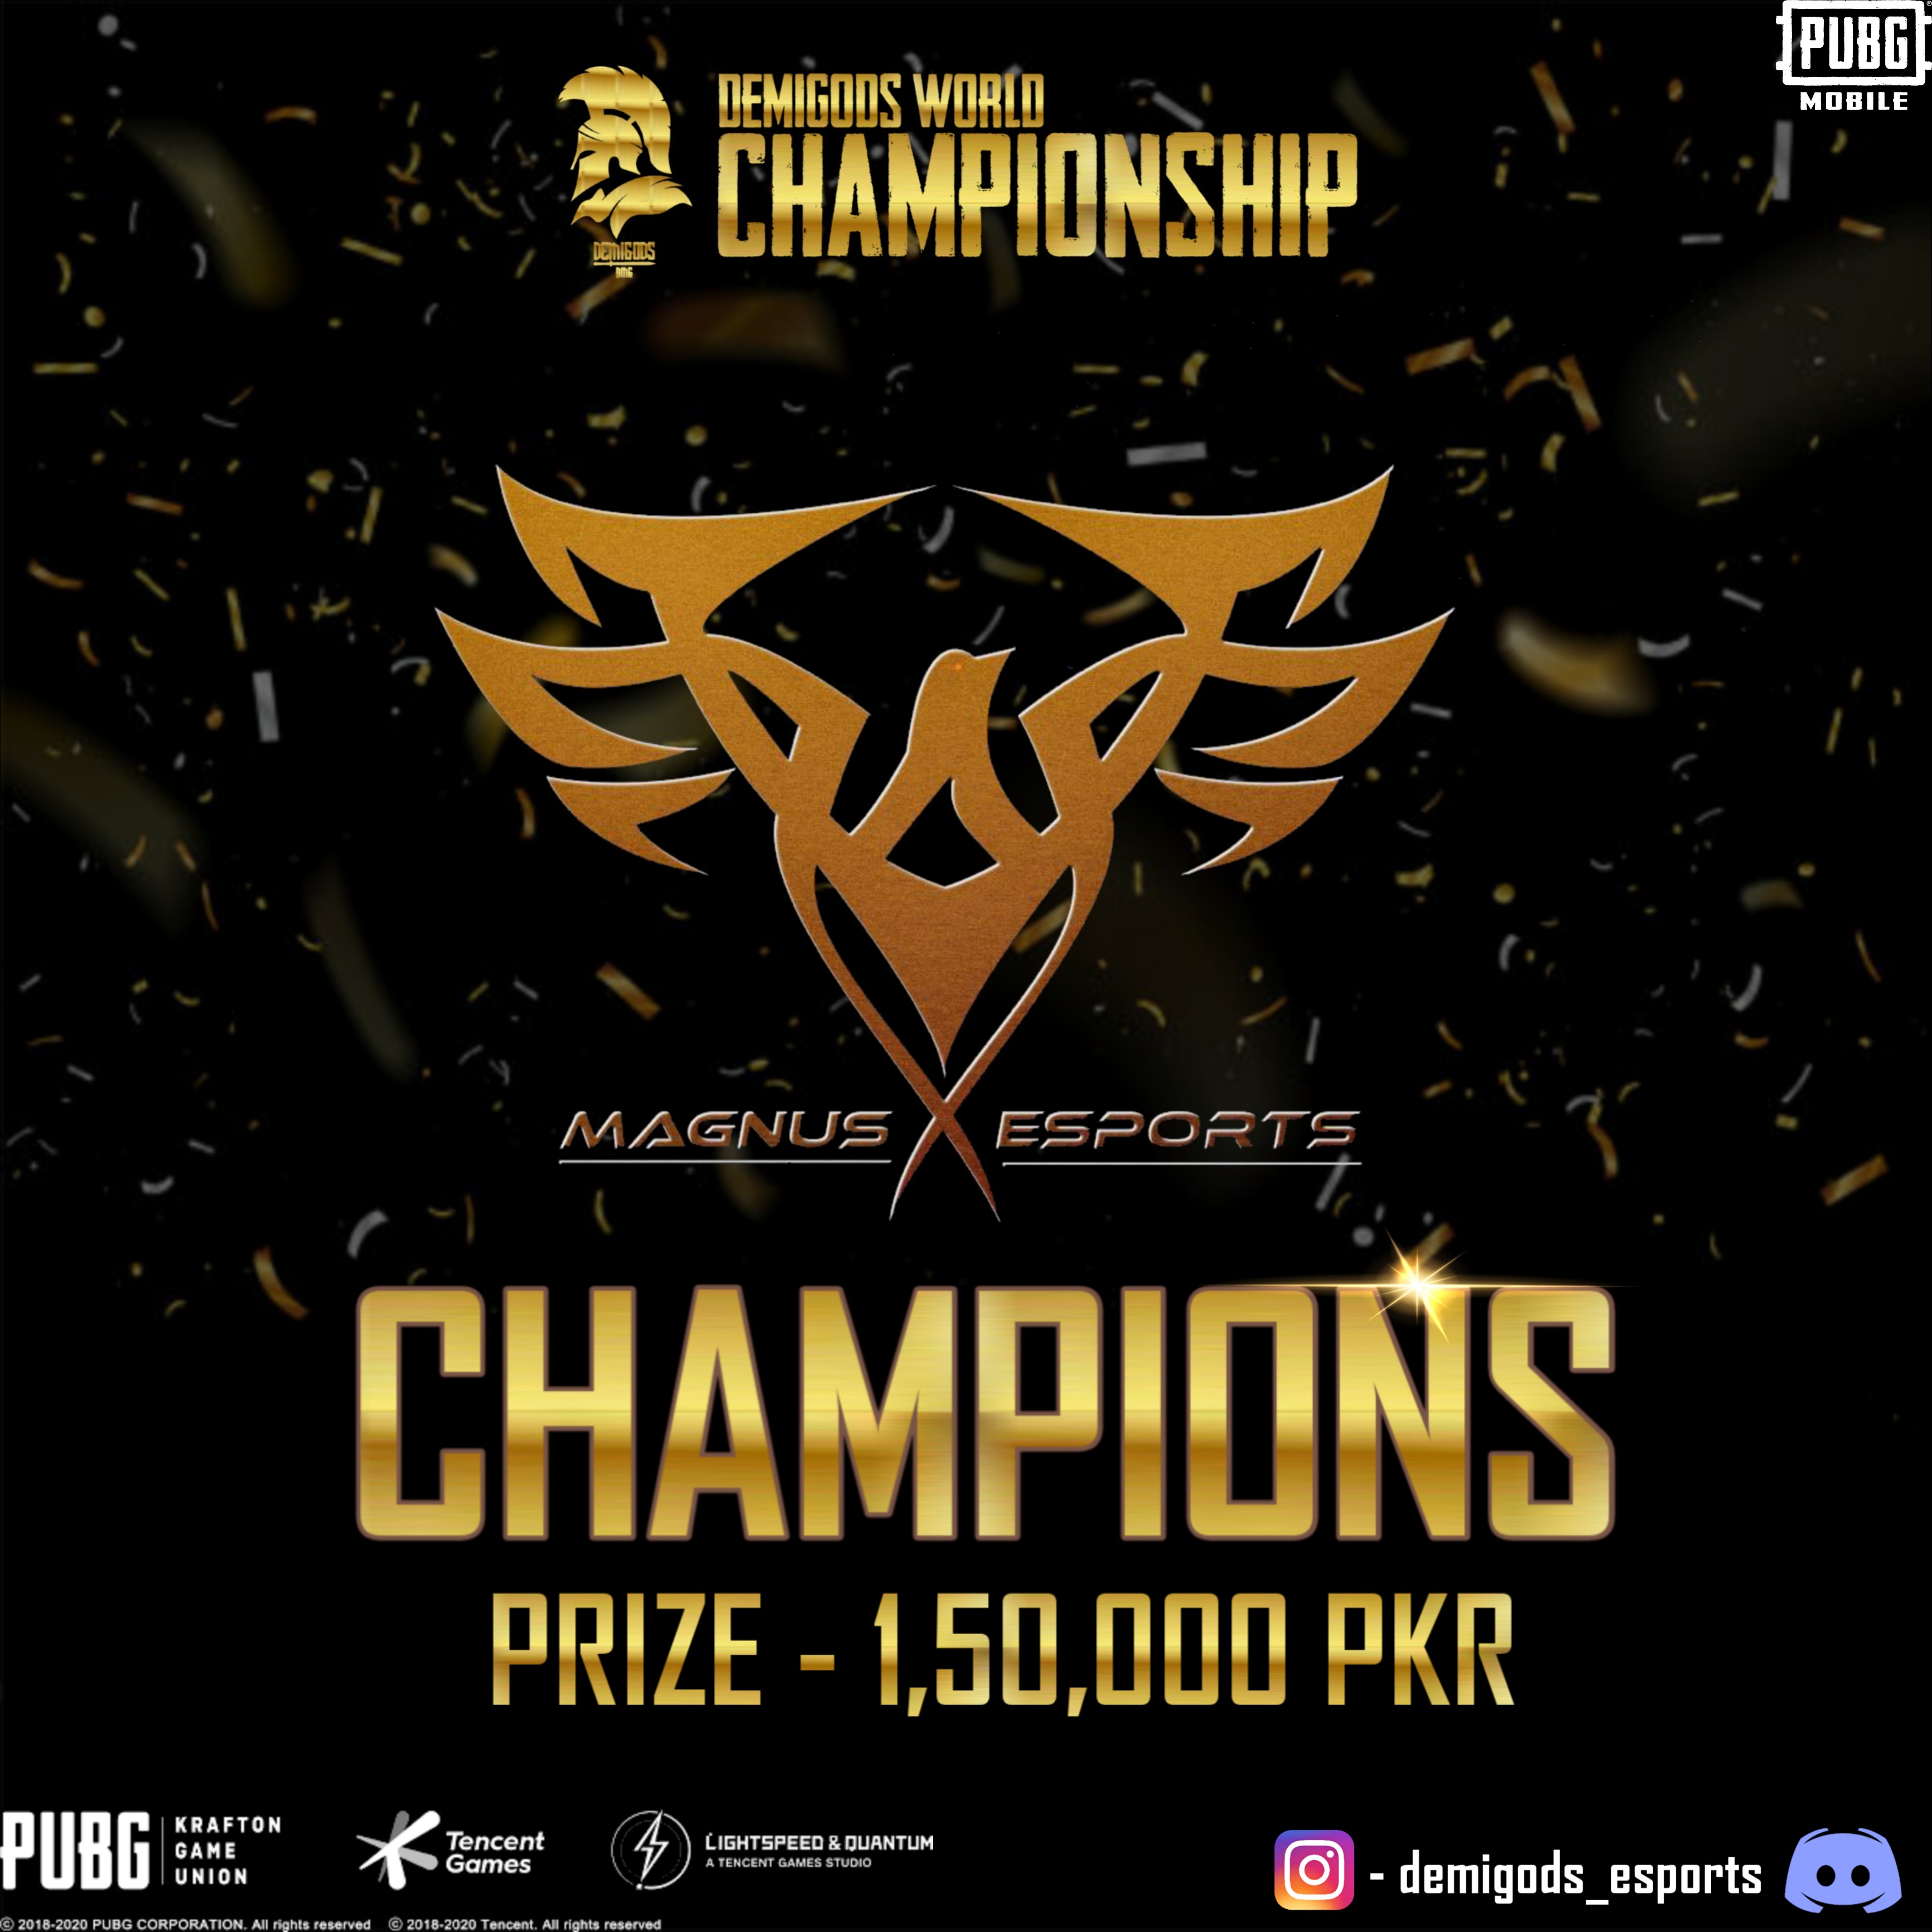 PUBG
MOBILE
DEMIGODS WORLD
CHAMPIONSHIP
DEMIGODS
DMG
MAGNUS ESPORTS
CHAMPIONS
PRIZE - 1,50,000 PKR
PUBG
KRAFTON
GAME
UNION
Tencent
Games
LIGHTSPEED & QUANTUM
A TENCENT GAMES STUDIO
- demigods_esports
© 2018-2020 PUBG CORPORATION. All rights reserved © 2018-2020 Tencent. All rights reserved